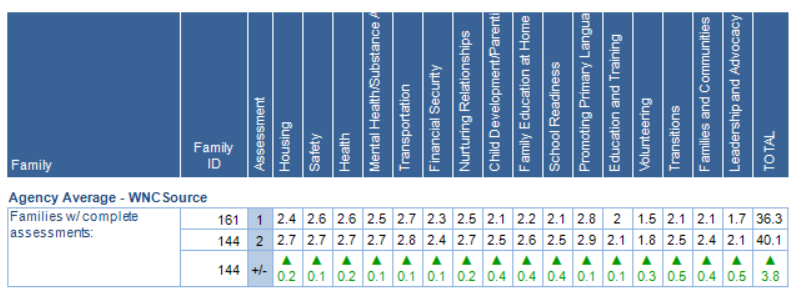 Family
Family ID
Assessment
Housing
Safety
Health
Mental Health/Substance A
Transportation
Financial Security
Nurturing Relationships
Child Development/Parenti
Family Education at Home
School Readiness
Promoting Primary Langua
Education and Training
Volunteering
Transitions
Families and Communities
Leadership and Advocacy
TOTAL
Agency Average - WNCSource
Families w/ complete
assessments:
161 1 2.4 2.6 2.6 2.5 2.7 2.3 2.5 2.1 2.2 2.1 2.8 2 1.5 2.1 2.1 1.7 36.3
144 2 2.7 2.7 2.7 2.7 2.8 2.4 2.7 2.5 2.6 2.5 2.9 2.1 1.8 2.5 2.4 2.1 40.1
144 +/- ▲ ▲ ▲ ▲ ▲ ▲ ▲ ▲ ▲ ▲ ▲ ▲ ▲ ▲ ▲ ▲ ▲
0.2 0.1 0.2 0.1 0.1 0.1 0.2 0.4 0.4 0.4 0.1 0.1 0.3 0.5 0.4 0.5 3.8